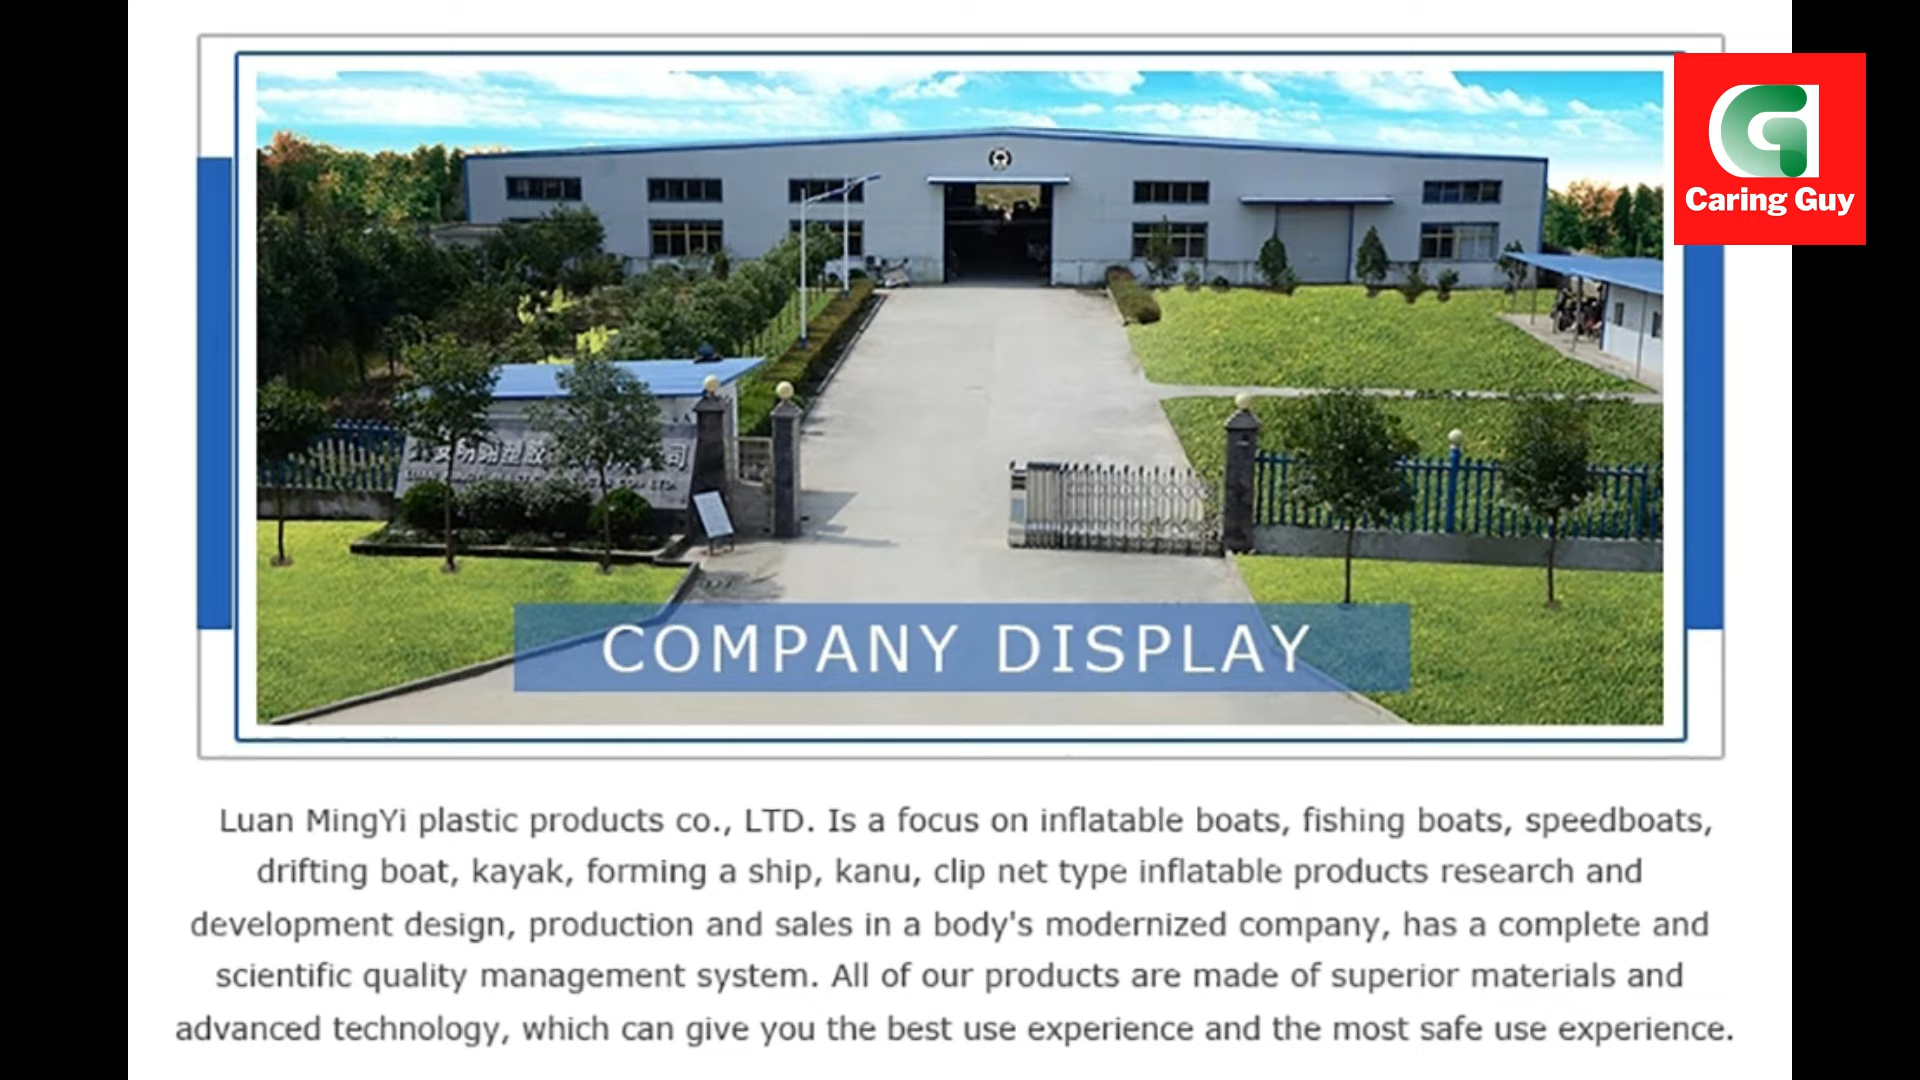 Caring Guy
COMPANY DISPLAY
Luan MingYi plastic products co., LTD. Is a focus on inflatable boats, fishing boats, speedboats,
drifting boat, kayak, forming a ship, kanu, clip net type inflatable products research and
development design, production and sales in a body's modernized company, has a complete and
scientific quality management system. All of our products are made of superior materials and
advanced technology, which can give you the best use experience and the most safe use experience.